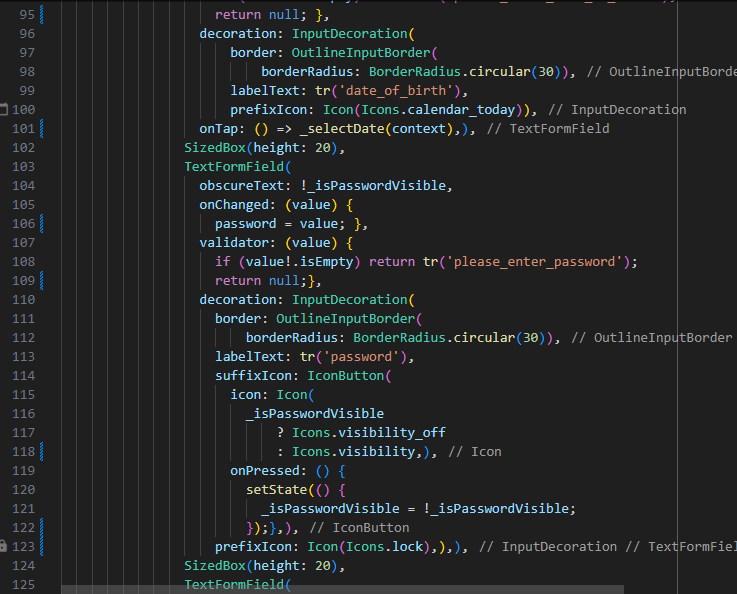 95 return null; },
96 decoration: InputDecoration(
97 border: OutlineInputBorder(
98 borderRadius: BorderRadius.circular(30)), // OutlineInputBorde
99 labelText: tr('date_of_birth'),
100 prefixIcon: Icon(Icons.calendar_today)), // InputDecoration
101 onTap: () => _selectDate(context),), // TextFormField
102 SizedBox(height: 20),
103 TextFormField(
104 obscureText: !_isPasswordVisible,
105 onChanged: (value) {
106 password = value; },
107 validator: (value) {
108 if (value!.isEmpty) return tr('please_enter_password');
109 return null;},
110 decoration: InputDecoration(
111 border: OutlineInputBorder(
112 borderRadius: BorderRadius.circular(30)), // OutlineInputBorder
113 labelText: tr('password'),
114 suffixIcon: IconButton(
115 icon: Icon(
116 _isPasswordVisible
117 ? Icons.visibility_off
118 : Icons.visibility,), // Icon
119 onPressed: () {
120 setState(() {
121 _isPasswordVisible = !_isPasswordVisible;
122 });},), // IconButton
123 prefixIcon: Icon(Icons.lock),),), // InputDecoration // TextFormFiel
124 SizedBox(height: 20),
125 TextFormField(